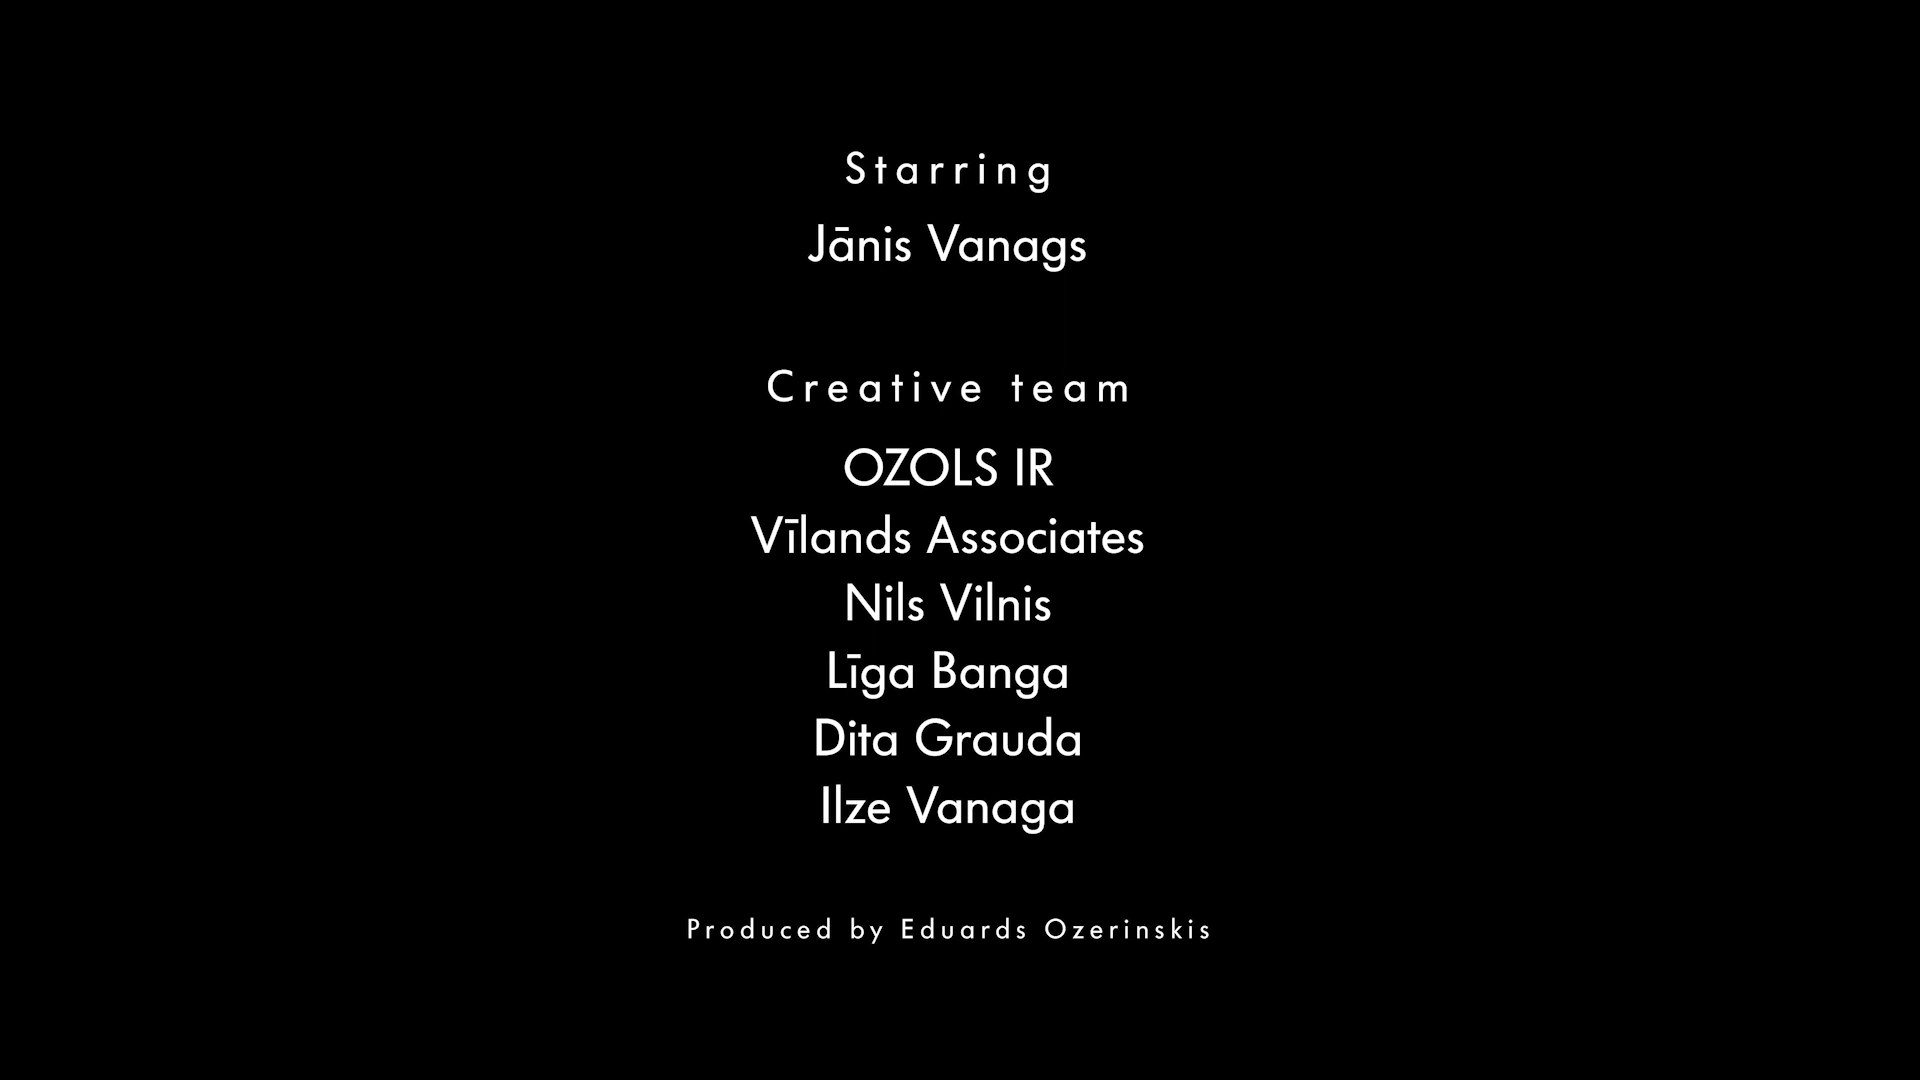 Starring
Jānis Vanags
Creative team
OZOLS IR
Vīlands Associates
Nils Vilnis
Līga Banga
Dita Grauda
Ilze Vanaga
Produced by Eduards Ozerinskis